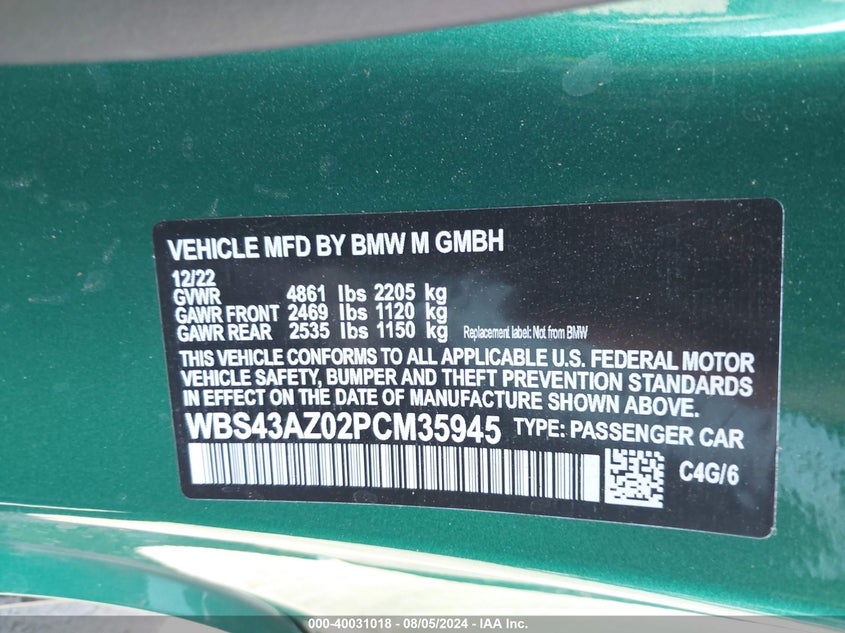 VEHICLE MFD BY BMW M GMBH
12/22
GVWR 4861 lbs 2205 kg
GAWR FRONT 2469 lbs 1120 kg
GAWR REAR 2535 lbs 1150 kg Replacement label: Not from BMW
THIS VEHICLE CONFORMS TO ALL APPLICABLE U.S. FEDERAL MOTOR
VEHICLE SAFETY, BUMPER AND THEFT PREVENTION STANDARDS
IN EFFECT ON THE DATE OF MANUFACTURE SHOWN ABOVE.
WBS43AZ02PCM35945 TYPE: PASSENGER CAR
C4G/6
000-40031018 - 08/05/2024 - IAA Inc.